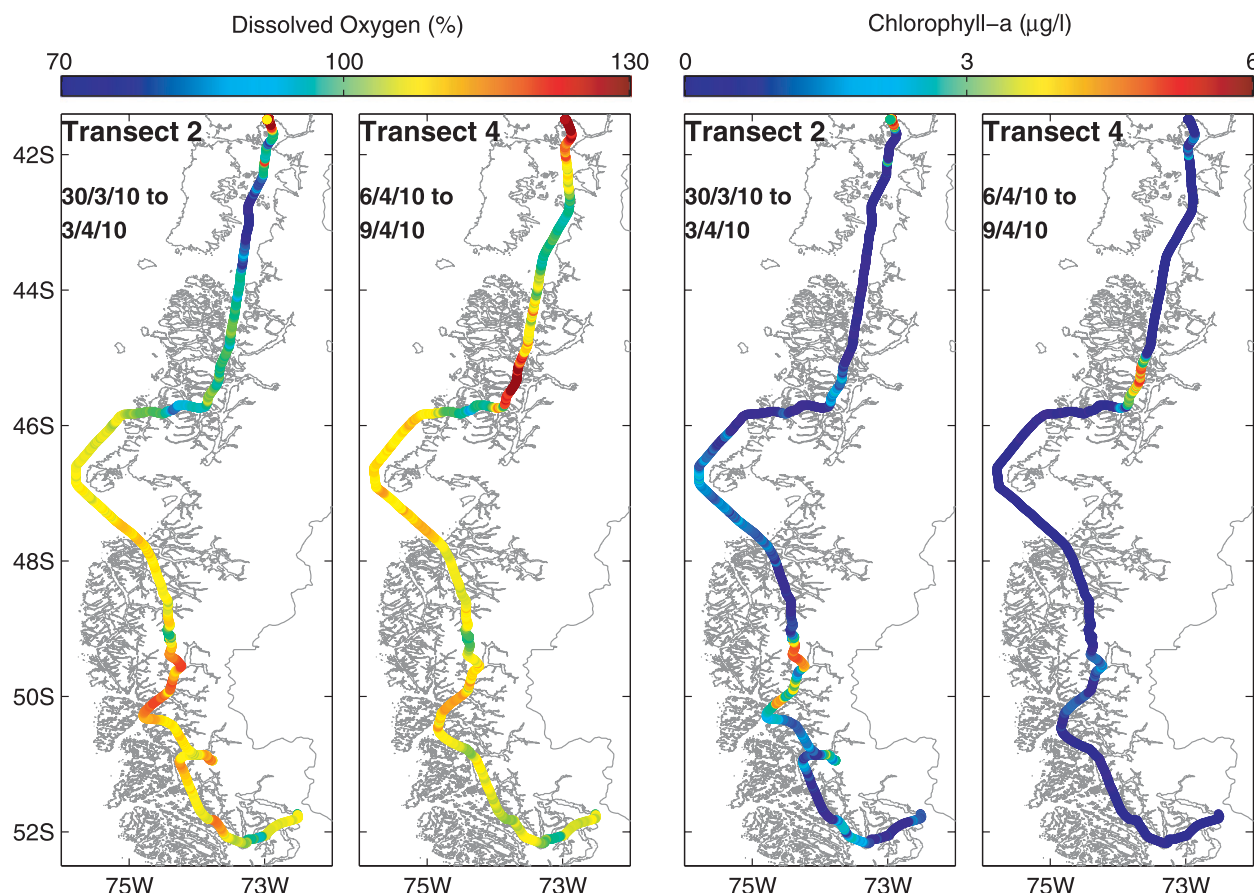 Dissolved Oxygen (%)
Chlorophyll−a (μg/l)
70
100
130
0
3
6
Transect 2
30/3/10 to
3/4/10
Transect 4
6/4/10 to
9/4/10
Transect 2
30/3/10 to
3/4/10
Transect 4
6/4/10 to
9/4/10
42S
44S
46S
48S
50S
52S
75W
73W
75W
73W
75W
73W
75W
73W